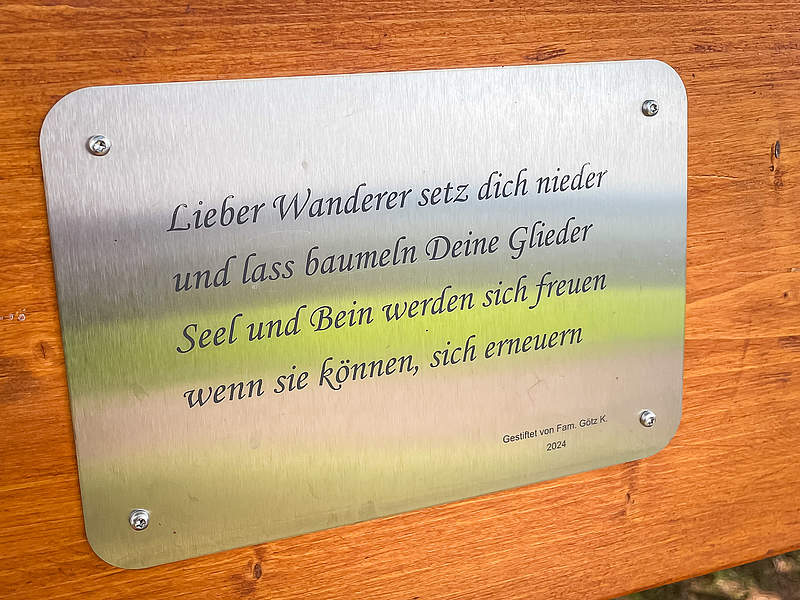 Lieber Wanderer setz dich nieder
und lass baumeln Deine Glieder
Seel und Bein werden sich freuen
wenn sie können, sich erneuern
Gestiftet von Fam. Götz K.
2024